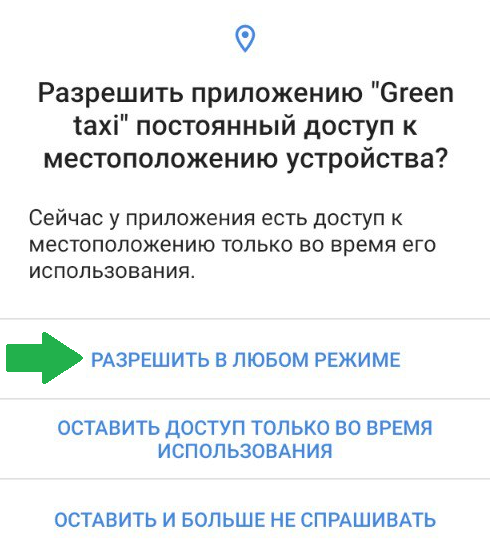 Разрешить приложению "Green
taxi" постоянный доступ к
местоположению устройства?
Сейчас у приложения есть доступ к
местоположению только во время его
использования.
РАЗРЕШИТЬ В ЛЮБОМ РЕЖИМЕ
ОСТАВИТЬ ДОСТУП ТОЛЬКО ВО ВРЕМЯ
ИСПОЛЬЗОВАНИЯ
ОСТАВИТЬ И БОЛЬШЕ НЕ СПРАШИВАТЬ